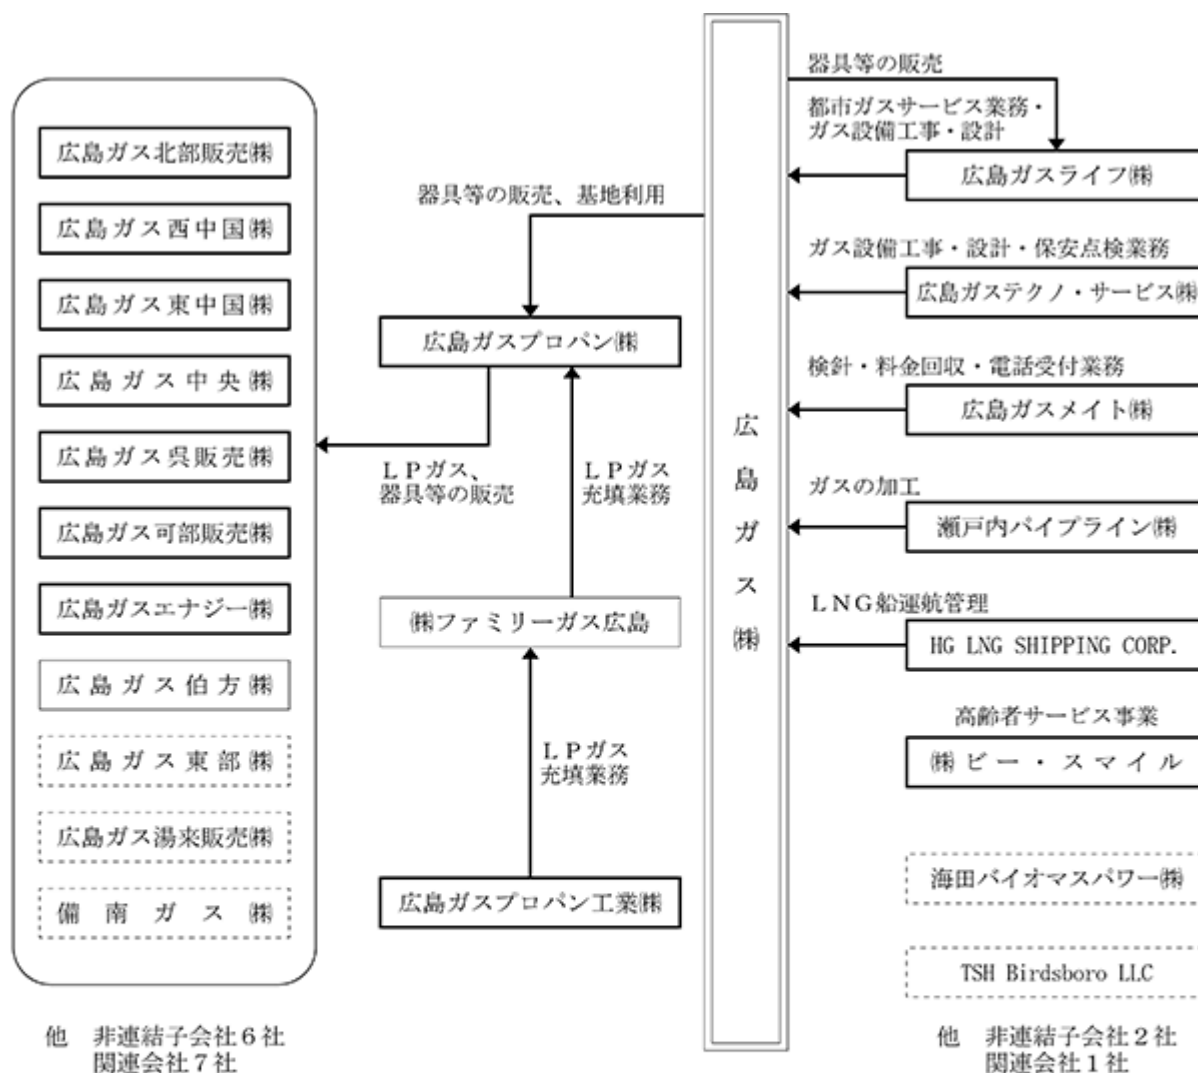 広島ガス北部販売㈱
広島ガス西中国㈱
広島ガス東中国㈱
広島ガス中央㈱
広島ガス呉販売㈱
広島ガス可部販売㈱
広島ガスエナジー㈱
広島ガス伯方㈱
広島ガス東部㈱
広島ガス湯来販売㈱
備南ガス㈱
他 非連結子会社6社
関連会社7社
器具等の販売、基地利用
広島ガスプロパン㈱
LPガス、
器具等の販売
LPガス
充填業務
㈱ファミリーガス広島
LPガス
充填業務
広島ガスプロパン工業㈱
広島ガス㈱
器具等の販売
都市ガスサービス業務・
ガス設備工事・設計
広島ガスライフ㈱
ガス設備工事・設計・保安点検業務
広島ガステクノ・サービス㈱
検針・料金回収・電話受付業務
広島ガスメイト㈱
ガスの加工
瀬戸内パイプライン㈱
LNG船運航管理
HG LNG SHIPPING CORP.
高齢者サービス事業
㈱ビー・スマイル
海田バイオマスパワー㈱
TSH Birdsboro LLC
他 非連結子会社2社
関連会社1社